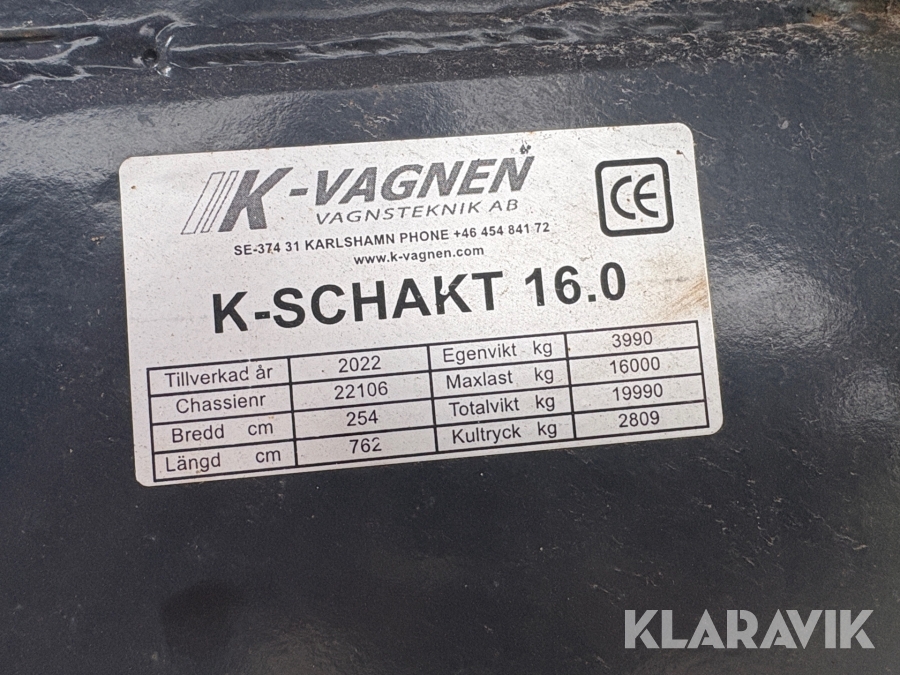 K-VAGNEN
VAGNSTEKNIK AB
CE
SE-374 31 KARLSHAMN PHONE +46 454 841 72
www.k-vagnen.com
K-SCHAKT 16.0
Tillverkad år 2022 Egenvikt kg 3990
Chassienr 22106 Maxlast kg 16000
Bredd cm 254 Totalvikt kg 19990
Längd cm 762 Kultryck kg 2809
KLARAVIK